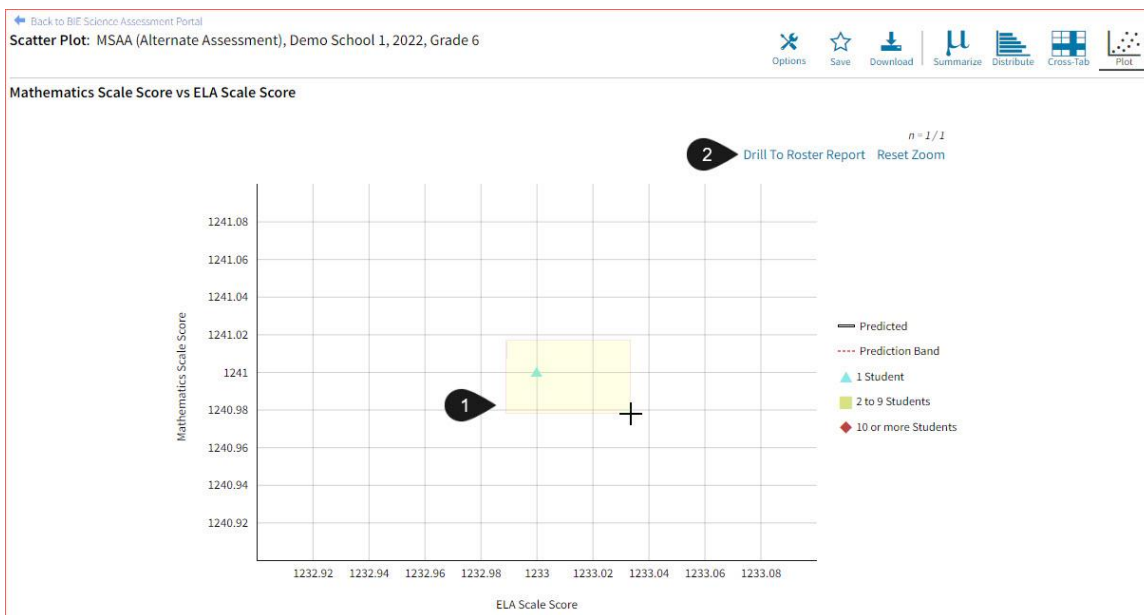 Back to BIE Science Assessment Portal
Scatter Plot: MSAA (Alternate Assessment), Demo School 1, 2022, Grade 6
Options Save Download Summarize Distribute Cross-Tab Plot
Mathematics Scale Score vs ELA Scale Score
n = 1 / 1
2 Drill To Roster Report Reset Zoom
1241.08
1241.06
1241.04
1241.02
1241
1240.98
1240.96
1240.94
1240.92
Mathematics Scale Score
1
Predicted
Prediction Band
1 Student
2 to 9 Students
10 or more Students
1232.92 1232.94 1232.96 1232.98 1233 1233.02 1233.04 1233.06 1233.08
ELA Scale Score